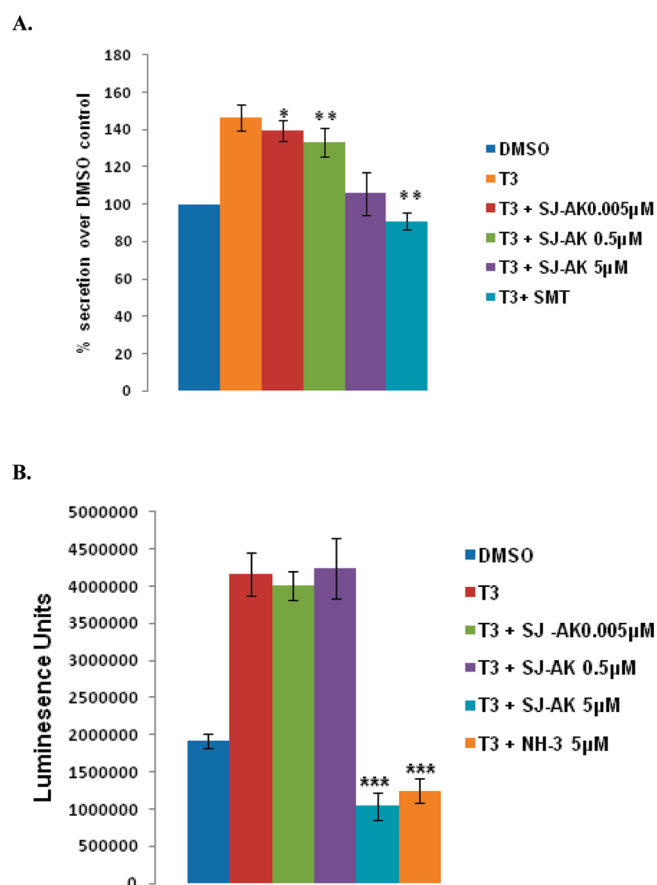 A.
% secretion over DMSO control
180
160
140
120
100
80
60
40
20
0
*
**
**
DMSO
T3
T3 + SJ-AK0.005µM
T3 + SJ-AK 0.5µM
T3 + SJ-AK 5µM
T3+ SMT
B.
Luminesence Units
5000000
4500000
4000000
3500000
3000000
2500000
2000000
1500000
1000000
500000
0
***
***
DMSO
T3
T3 + SJ -AK0.005µM
T3 + SJ-AK 0.5µM
T3 + SJ-AK 5µM
T3 + NH-3 5µM